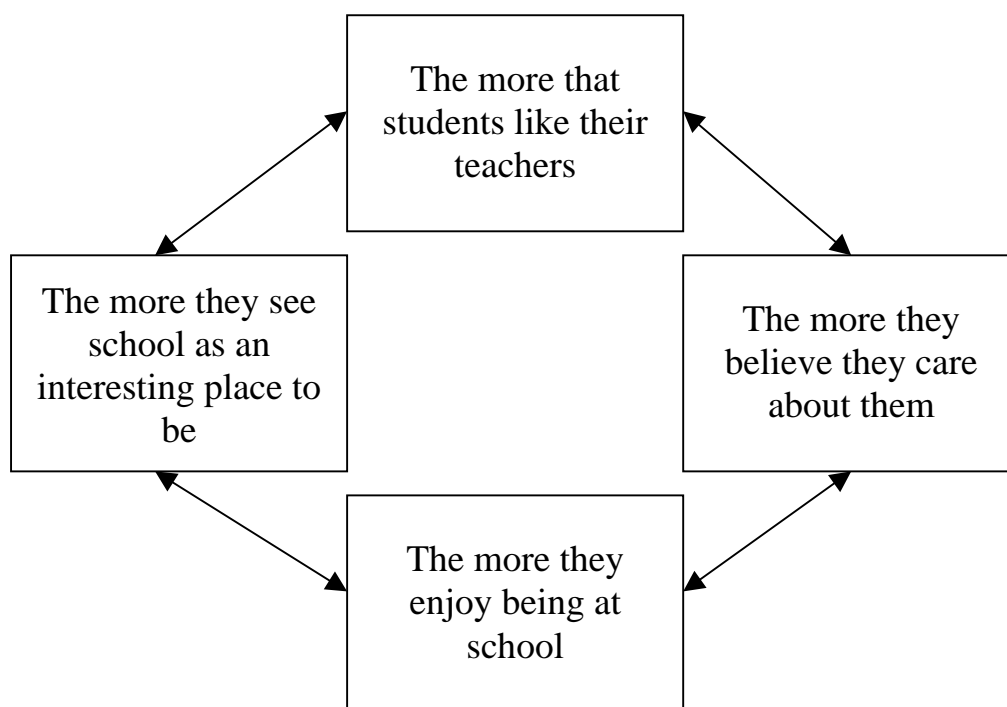 The more that
students like their
teachers
The more they see
school as an
interesting place to
be
The more they
believe they care
about them
The more they
enjoy being at
school